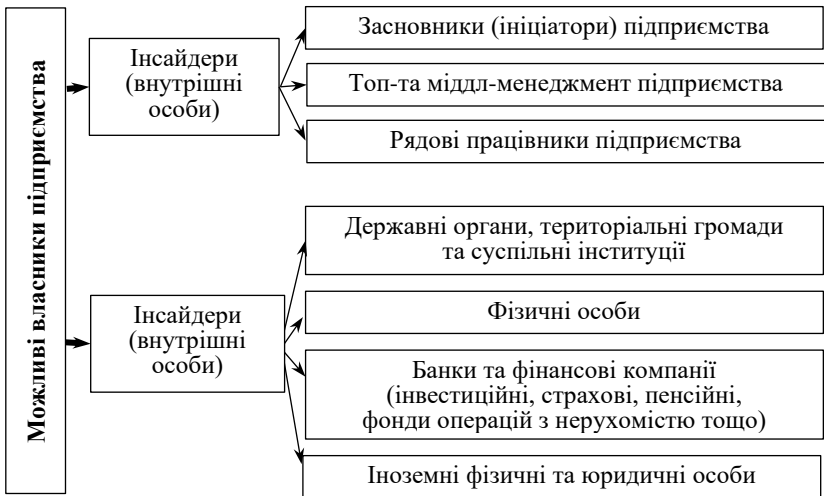 Можливі власники підприємства
Інсайдери
(внутрішні
особи)
Засновники (ініціатори) підприємства
Топ-та міддл-менеджмент підприємства
Рядові працівники підприємства
Інсайдери
(внутрішні
особи)
Державні органи, територіальні громади
та суспільні інституції
Фізичні особи
Банки та фінансові компанії
(інвестиційні, страхові, пенсійні,
фонди операцій з нерухомістю тощо)
Іноземні фізичні та юридичні особи